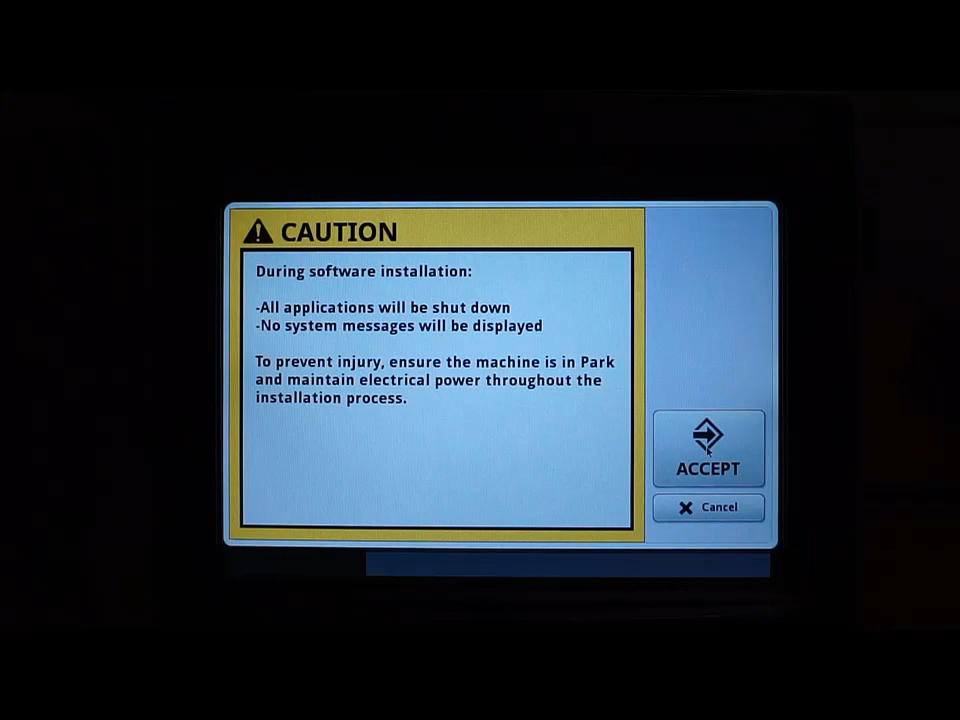 CAUTION
During software installation:
-All applications will be shut down
-No system messages will be displayed
To prevent injury, ensure the machine is in Park
and maintain electrical power throughout the
installation process.
ACCEPT
Cancel